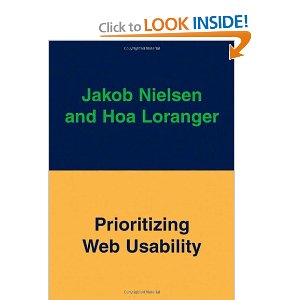 Click to LOOK INSIDE!
Jakob Nielsen
and Hoa Loranger
Prioritizing
Web Usability